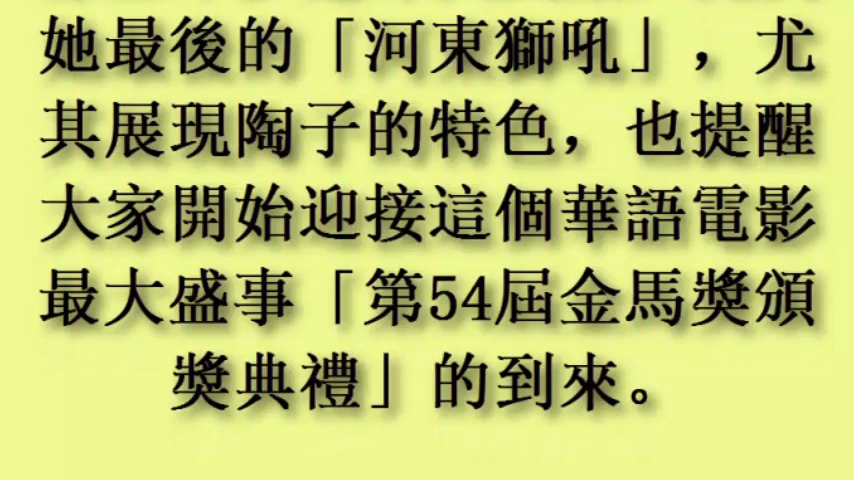 她最後的「河東獅吼」，尤
其展現陶子的特色，也提醒
大家開始迎接這個華語電影
最大盛事「第54屆金馬獎頒
獎典禮」的到來。